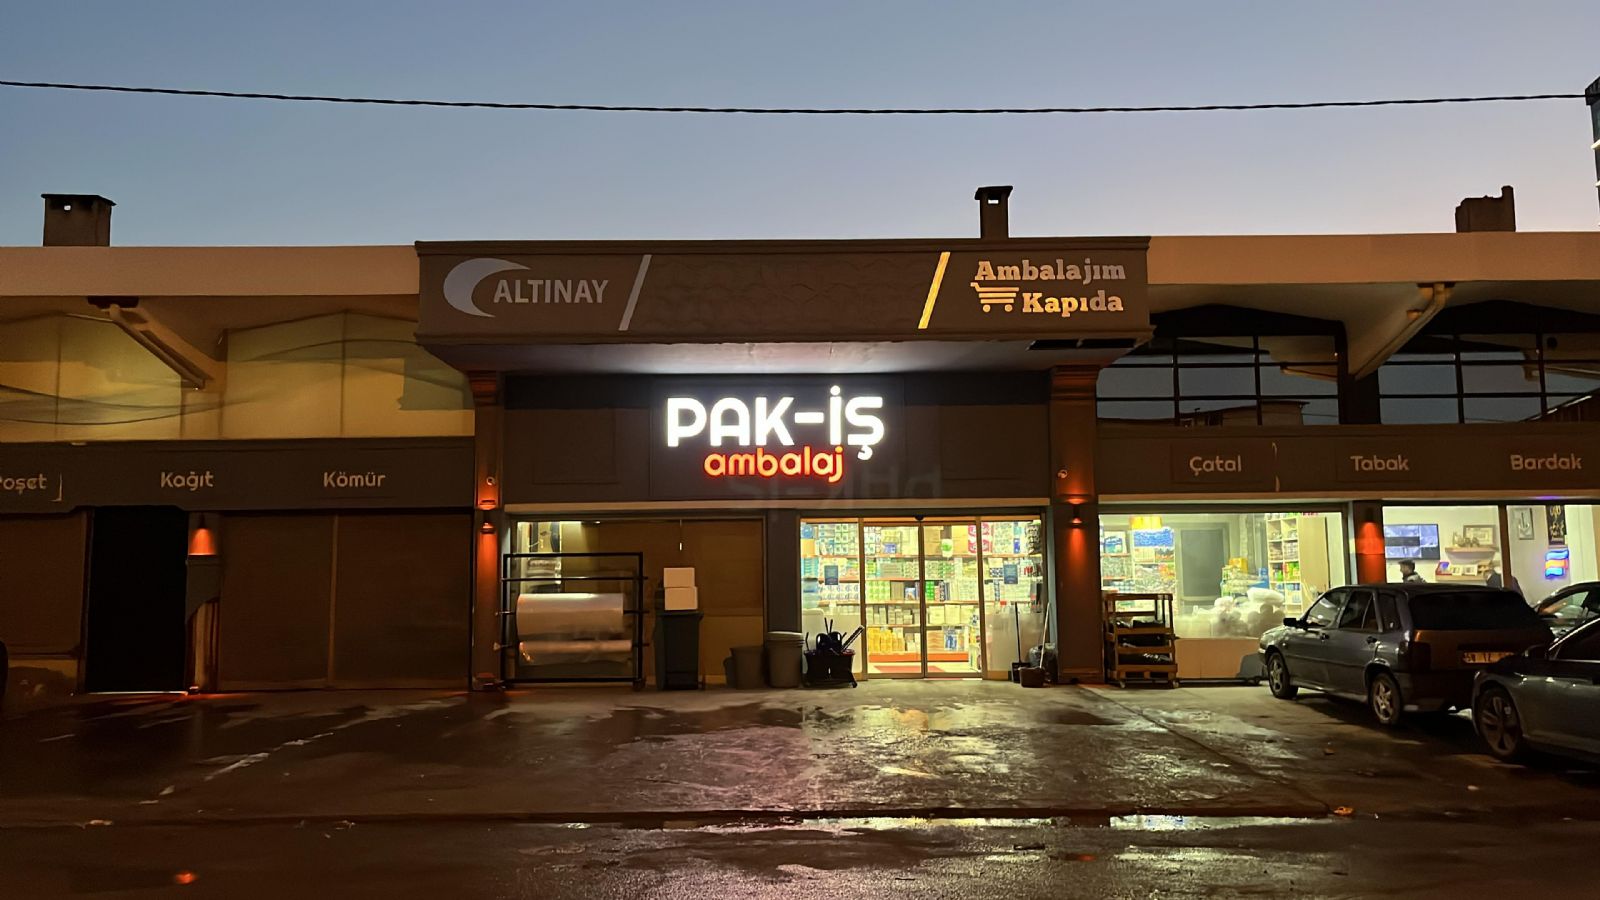 ALTINAY
Ambalajım
Kapıda
PAK-İŞ
ambalaj
Poşet
Kağıt
Kömür
Çatal
Tabak
Bardak